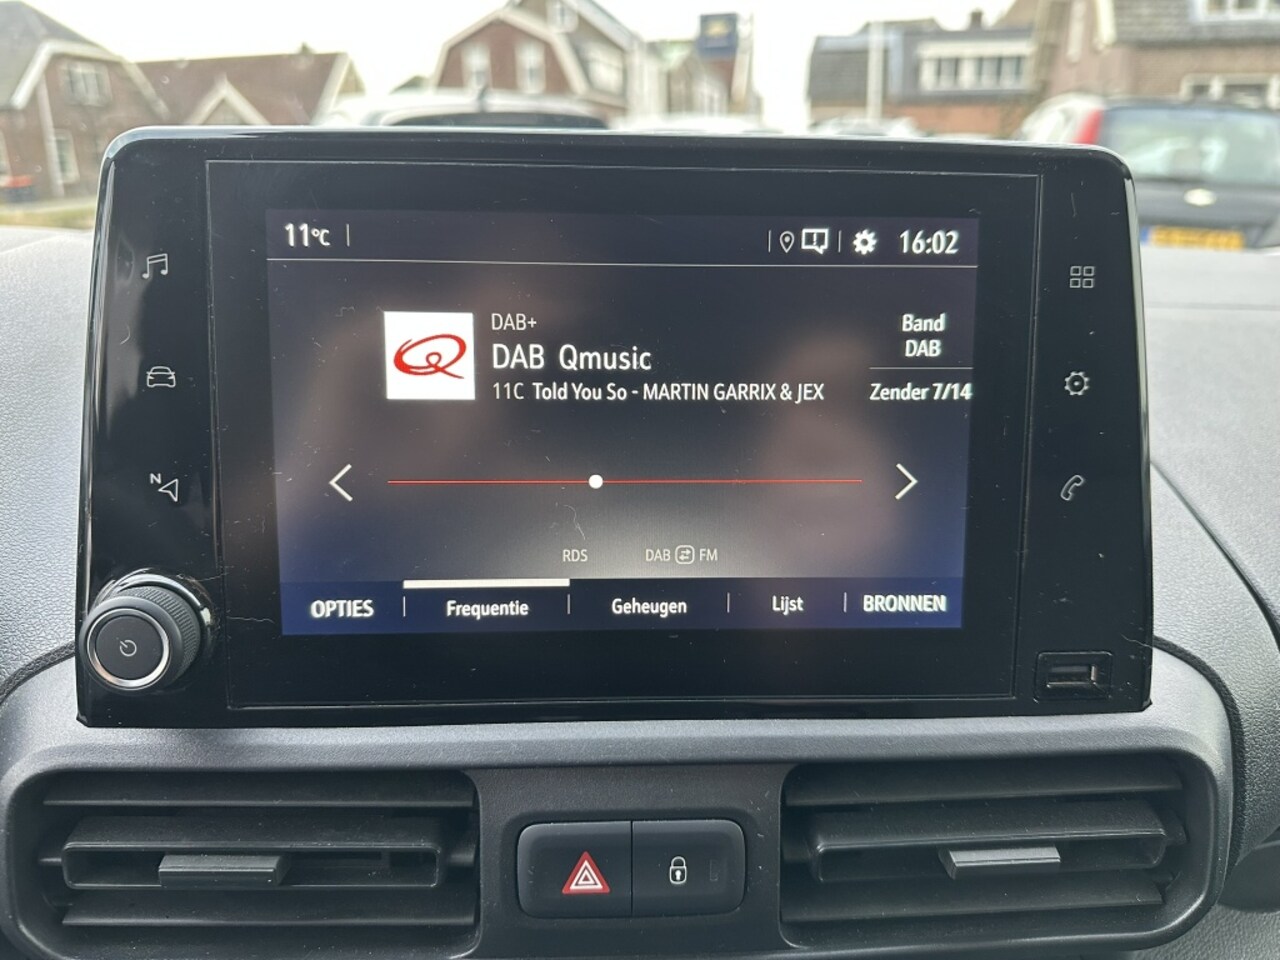 11°C
16:02
DAB+
DAB Qmusic
11C Told You So - MARTIN GARRIX & JEX
Band
DAB
Zender 7/14
N
RDS
DAB FM
OPTIES
Frequentie
Geheugen
Lijst
BRONNEN